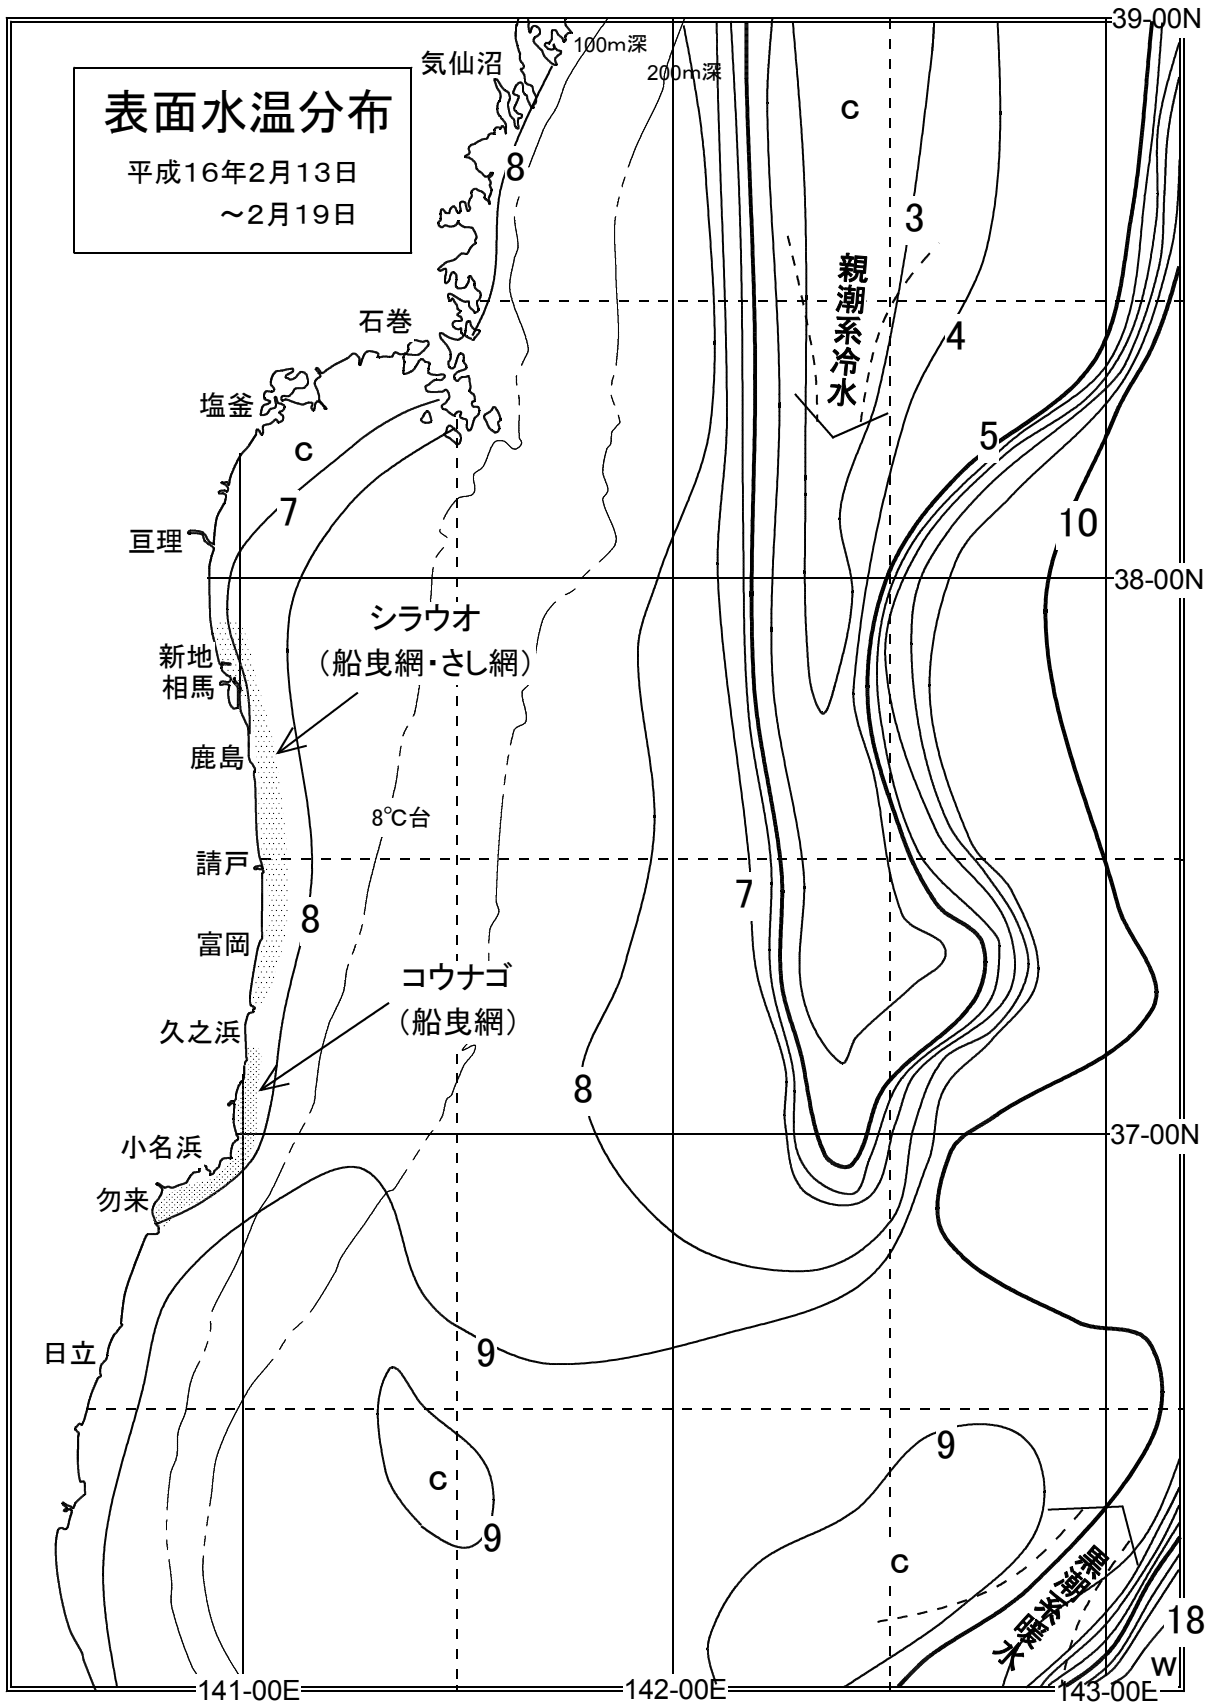 39-00N
100m深
気仙沼
200m深
表面水温分布
平成16年2月13日
～2月19日
C
8
3
親潮系冷水
石巻
4
塩釜
5
C
7
10
亘理
38-00N
シラウオ
（船曳網・さし網）
新地
相馬
鹿島
8℃台
請戸
7
8
富岡
コウナゴ
（船曳網）
久之浜
8
37-00N
小名浜
勿来
日立
9
9
C
9
C
黒潮系暖水
18
W
141-00E
142-00E
143-00E